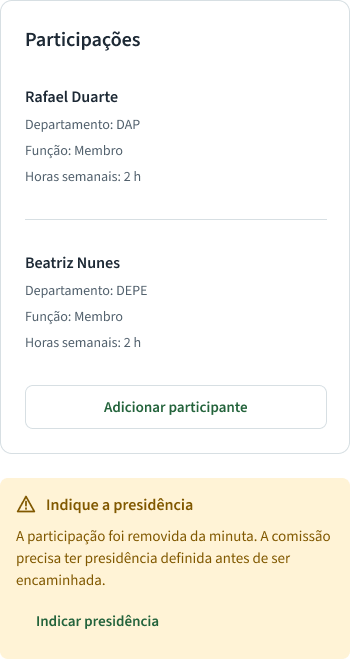 Participações
Rafael Duarte
Departamento: DAP
Função: Membro
Horas semanais: 2 h
Beatriz Nunes
Departamento: DEPE
Função: Membro
Horas semanais: 2 h
Adicionar participante
Indique a presidência
A participação foi removida da minuta. A comissão
precisa ter presidência definida antes de ser
encaminhada.
Indicar presidência